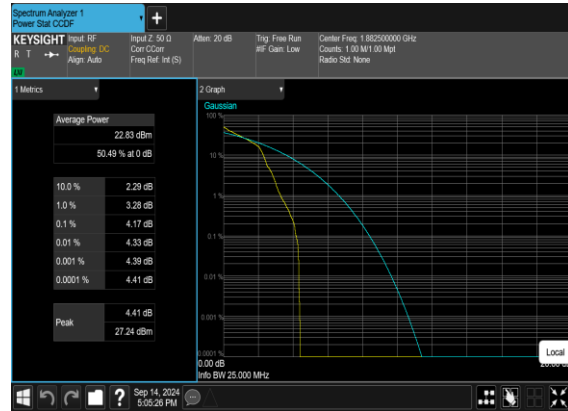 Spectrum Analyzer 1
Power Stat CCDF
KEYSIGHT
R T
Input: RF
Coupling: DC
Align: Auto
Input Z: 50 Ω
Corr CCorr
Freq Ref: Int (S)
Atten: 20 dB
Trig: Free Run
#IF Gain: Low
Center Freq: 1.882500000 GHz
Counts: 1.00 M/1.00 Mpt
Radio Std: None
1 Metrics
Average Power
22.83 dBm
50.49 % at 0 dB
10.0 % 2.29 dB
1.0 % 3.28 dB
0.1 % 4.17 dB
0.01 % 4.33 dB
0.001 % 4.39 dB
0.0001 % 4.41 dB
Peak
4.41 dB
27.24 dBm
2 Graph
Gaussian
100 %
10 %
1 %
0.1 %
0.01 %
0.001 %
0.0001 %
0.00 dB
Info BW 25.000 MHz
Local
?
Sep 14, 2024
5:05:26 PM